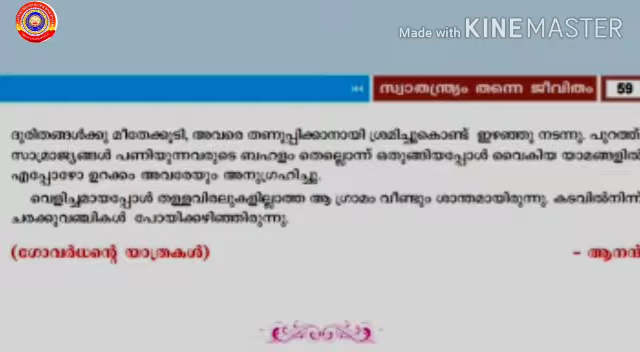 Made with KINEMASTER
സ്വാതന്ത്ര്യം തന്നെ ജീവിതം 59
ദുരിതങ്ങൾക്കു മീതേക്കൂടി, അവരെ തണുപ്പിക്കാനായി ശ്രമിച്ചുകൊണ്ട് ഇഴഞ്ഞു നടന്നു. പുറത്ത്
സാമ്രാജ്യങ്ങൾ പണിയുന്നവരുടെ ബഹളം തെല്ലൊന്ന് ഒതുങ്ങിയപ്പോൾ വൈകിയ യാമങ്ങളിൽ
എപ്പോഴോ ഉറക്കം അവരേയും അനുഗ്രഹിച്ചു.
വെളിച്ചമായപ്പോൾ തള്ളവിരലുകളില്ലാത്ത ആ ഗ്രാമം വീണ്ടും ശാന്തമായിരുന്നു. കടവിൽനിന്ന്
ചരക്കുവഞ്ചികൾ പോയിക്കഴിഞ്ഞിരുന്നു.
(ഗോവർധന്റെ യാത്രകൾ) - ആനന്ദ്